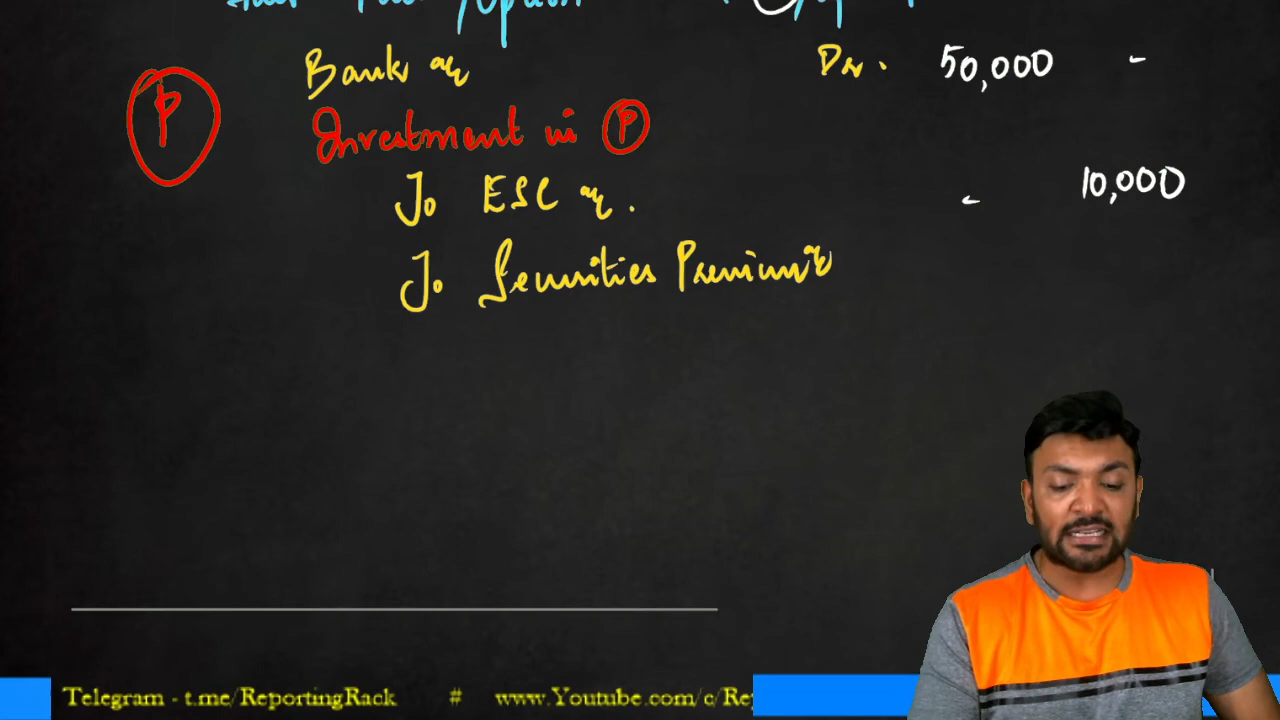 Bank a/c Dr. 50,000 -
P
Investment in P
To ESC a/c. - 10,000
To Securities Premium a/c
Telegram - t.me/ReportingRack # www.Youtube.com/c/Rep